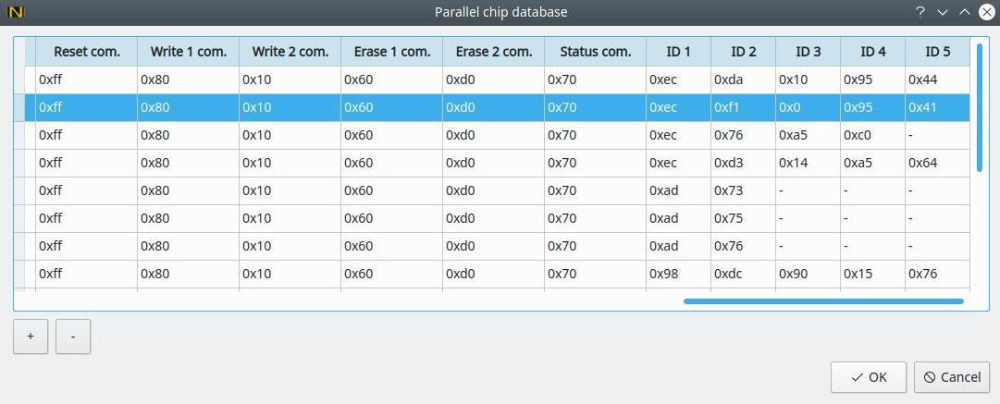 N Parallel chip database ?
Reset com. Write 1 com. Write 2 com. Erase 1 com. Erase 2 com. Status com. ID 1 ID 2 ID 3 ID 4 ID 5
0xff 0x80 0x10 0x60 0xd0 0x70 0xec 0xda 0x10 0x95 0x44
0xff 0x80 0x10 0x60 0xd0 0x70 0xec 0xf1 0x0 0x95 0x41
0xff 0x80 0x10 0x60 0xd0 0x70 0xec 0x76 0xa5 0xc0 -
0xff 0x80 0x10 0x60 0xd0 0x70 0xec 0xd3 0x14 0xa5 0x64
0xff 0x80 0x10 0x60 0xd0 0x70 0xad 0x73 - - -
0xff 0x80 0x10 0x60 0xd0 0x70 0xad 0x75 - - -
0xff 0x80 0x10 0x60 0xd0 0x70 0xad 0x76 - - -
0xff 0x80 0x10 0x60 0xd0 0x70 0x98 0xdc 0x90 0x15 0x76
+ -
OK Cancel